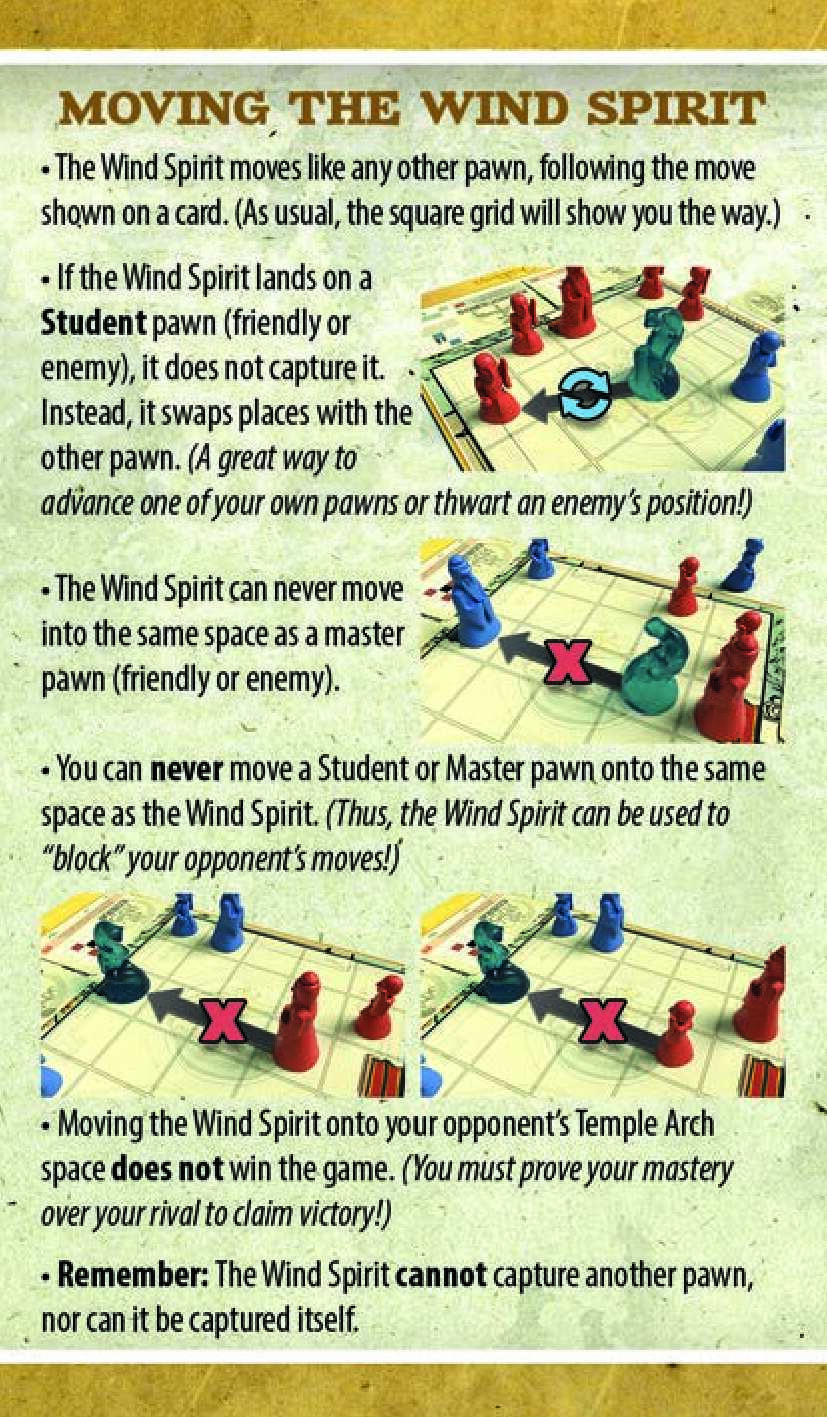 MOVING THE WIND SPIRIT
• The Wind Spirit moves like any other pawn, following the move
shown on a card. (As usual, the square grid will show you the way.)
• If the Wind Spirit lands on a
Student pawn (friendly or
enemy), it does not capture it.
Instead, it swaps places with the
other pawn. (A great way to
advance one of your own pawns or thwart an enemy's position!)
• The Wind Spirit can never move
into the same space as a master
pawn (friendly or enemy).
• You can never move a Student or Master pawn onto the same
space as the Wind Spirit. (Thus, the Wind Spirit can be used to
“block” your opponent's moves!)
• Moving the Wind Spirit onto your opponent's Temple Arch
space does not win the game. (You must prove your mastery
over your rival to claim victory!)
• Remember: The Wind Spirit cannot capture another pawn,
nor can it be captured itself.